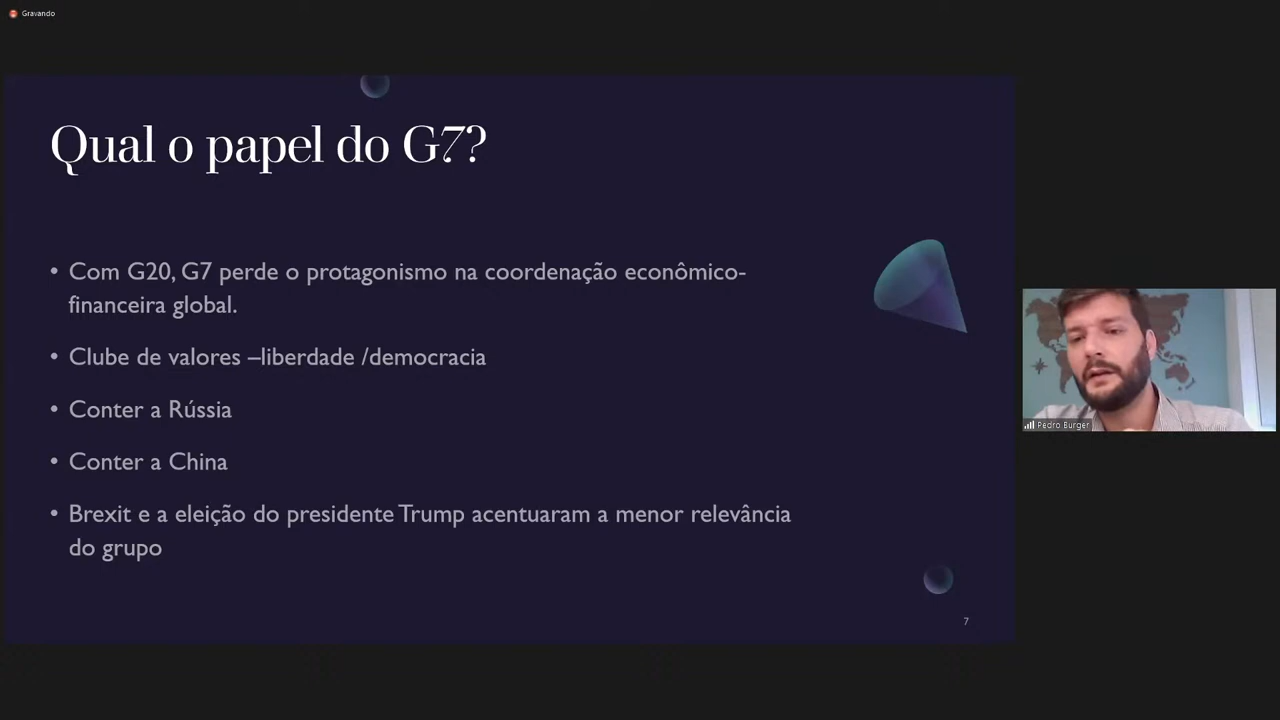 Gravando
Qual o papel do G7?
• Com G20, G7 perde o protagonismo na coordenação econômico-
financeira global.
• Clube de valores –liberdade /democracia
• Conter a Rússia
• Conter a China
• Brexit e a eleição do presidente Trump acentuaram a menor relevância
do grupo
7
Pedro Burger